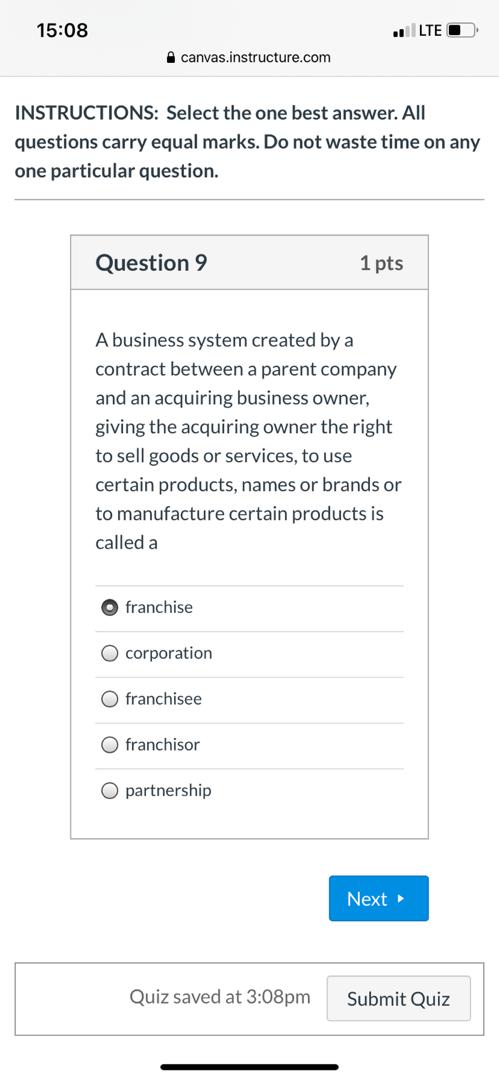 15:08
LTE
canvas.instructure.com
INSTRUCTIONS: Select the one best answer. All
questions carry equal marks. Do not waste time on any
one particular question.
Question 9
1 pts
A business system created by a
contract between a parent company
and an acquiring business owner,
giving the acquiring owner the right
to sell goods or services, to use
certain products, names or brands or
to manufacture certain products is
called a
franchise
corporation
franchisee
franchisor
partnership
Next
Quiz saved at 3:08pm
Submit Quiz